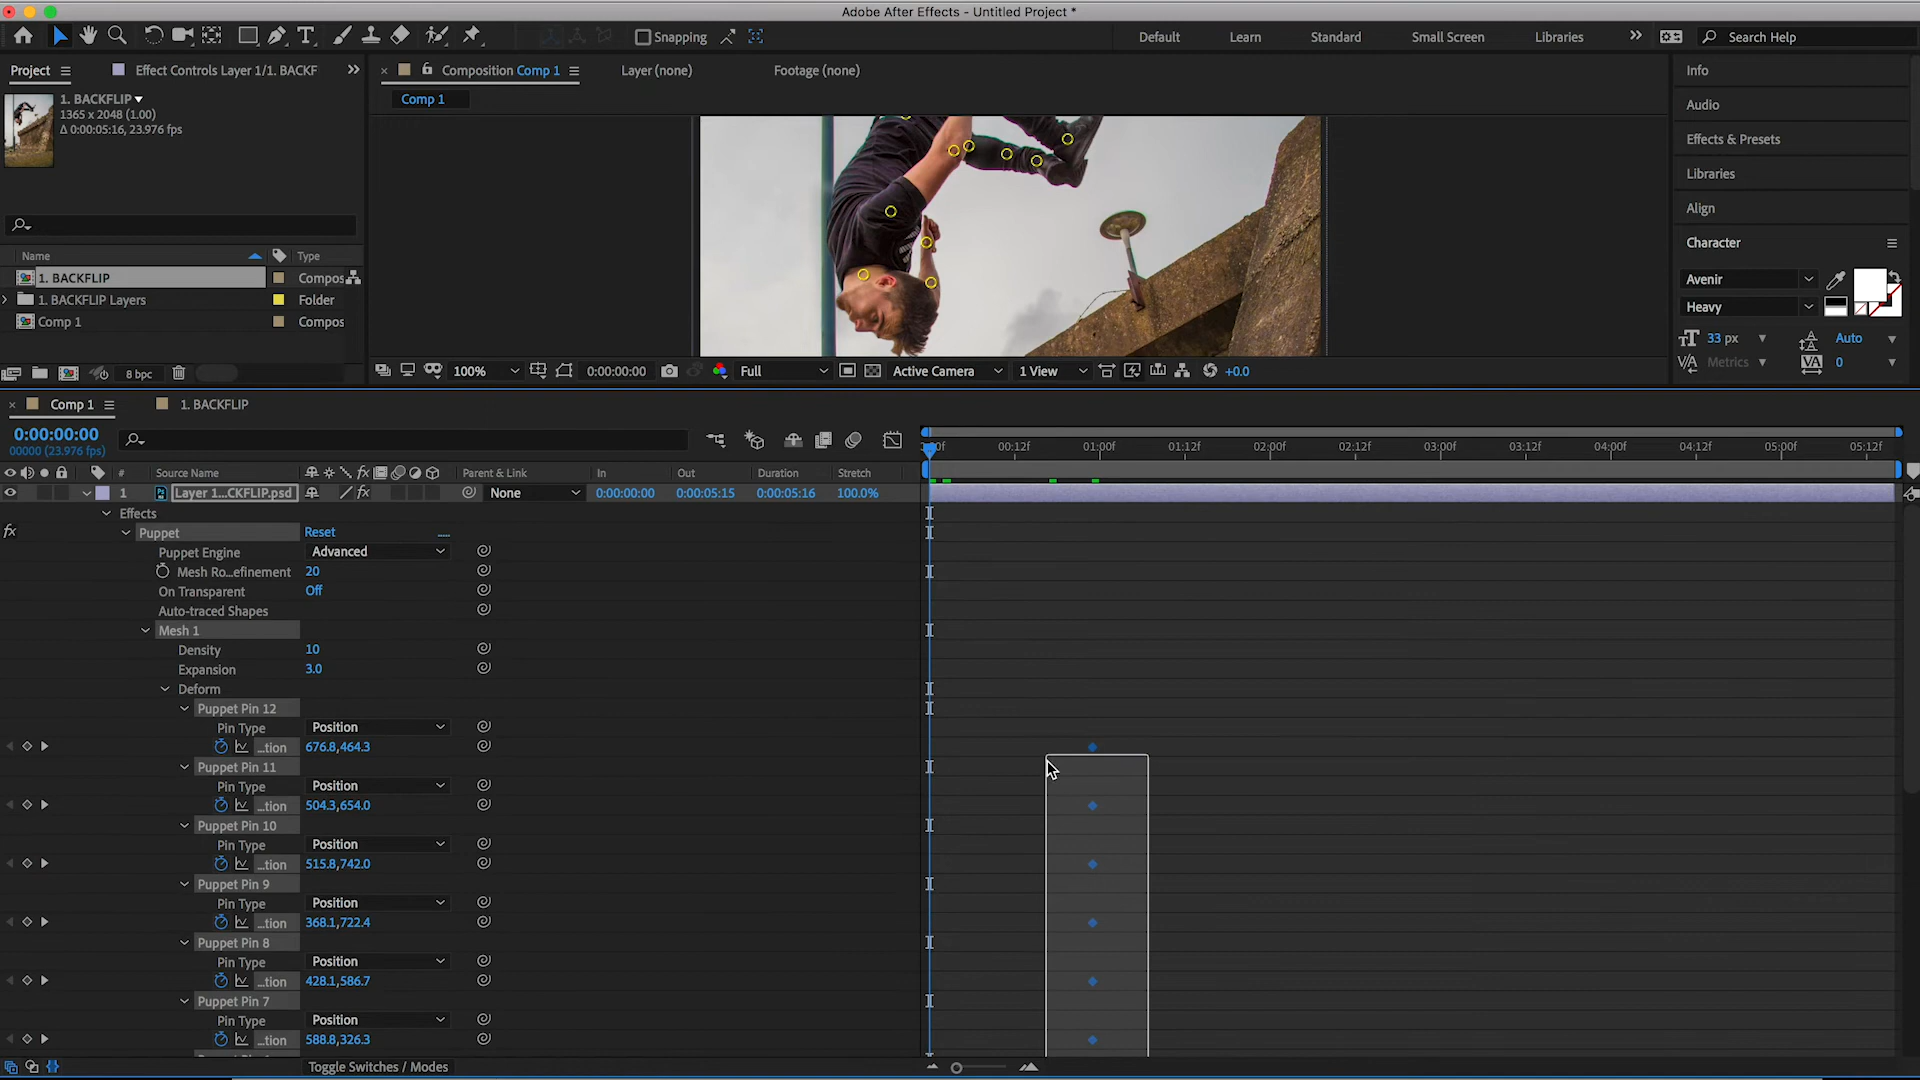 Adobe After Effects - Untitled Project *
Snapping
Default
Learn
Standard
Small Screen
Libraries
Search Help
Project
Effect Controls Layer 1/1. BACKF
Composition Comp 1
Layer (none)
Footage (none)
Info
1. BACKFLIP
1365 x 2048 (1.00)
Δ 0:00:05:16, 23.976 fps
Comp 1
Audio
Effects & Presets
Libraries
Align
Character
Name
Type
1. BACKFLIP
Compos
1. BACKFLIP Layers
Folder
Comp 1
Compos
Avenir
Heavy
33 px
Auto
Metrics
0
8 bpc
100%
0:00:00:00
Full
Active Camera
1 View
+0.0
Comp 1
1. BACKFLIP
0:00:00:00
00000 (23.976 fps)
00:12f
01:00f
01:12f
02:00f
02:12f
03:00f
03:12f
04:00f
04:12f
05:00f
05:12f
#
Source Name
Parent & Link
In
Out
Duration
Stretch
1
Layer 1...CKFLIP.psd
None
0:00:00:00
0:00:05:15
0:00:05:16
100.0%
Effects
fx
Puppet
Reset
Puppet Engine
Advanced
Mesh Ro...efinement
20
On Transparent
Off
Auto-traced Shapes
Mesh 1
Density
10
Expansion
3.0
Deform
Puppet Pin 12
Pin Type
Position
...tion
676.8,464.3
Puppet Pin 11
Pin Type
Position
...tion
504.3,654.0
Puppet Pin 10
Pin Type
Position
...tion
515.8,742.0
Puppet Pin 9
Pin Type
Position
...tion
368.1,722.4
Puppet Pin 8
Pin Type
Position
...tion
428.1,586.7
Puppet Pin 7
Pin Type
Position
...tion
588.8,326.3
Toggle Switches / Modes